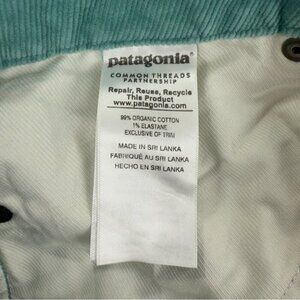 patagonia®
COMMON THREADS
PARTNERSHIP
Repair, Reuse, Recycle
This Product
www.patagonia.com
99% ORGANIC COTTON
1% ELASTANE
EXCLUSIVE OF TRIM
MADE IN SRI LANKA
FABRIQUÉ AU SRI LANKA
HECHO EN SRI LANKA